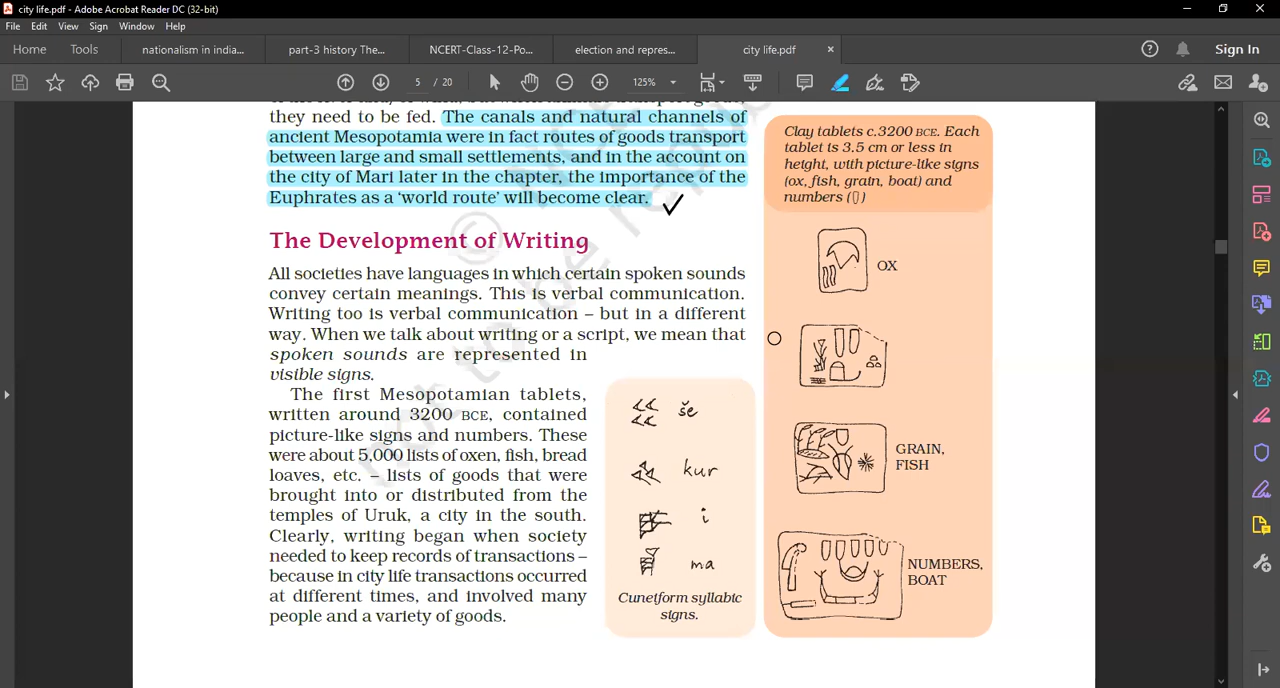 city life.pdf - Adobe Acrobat Reader DC (32-bit)
File Edit View Sign Window Help
Home Tools nationalism in india... part-3 history The... NCERT-Class-12-Po... election and repres... city life.pdf × Sign In
5 / 20 125%
they need to be fed. The canals and natural channels of
ancient Mesopotamia were in fact routes of goods transport
between large and small settlements, and in the account on
the city of Mari later in the chapter, the importance of the
Euphrates as a ‘world route’ will become clear.
The Development of Writing
All societies have languages in which certain spoken sounds
convey certain meanings. This is verbal communication.
Writing too is verbal communication – but in a different
way. When we talk about writing or a script, we mean that
spoken sounds are represented in
visible signs.
The first Mesopotamian tablets,
written around 3200 BCE, contained
picture-like signs and numbers. These
were about 5,000 lists of oxen, fish, bread
loaves, etc. – lists of goods that were
brought into or distributed from the
temples of Uruk, a city in the south.
Clearly, writing began when society
needed to keep records of transactions –
because in city life transactions occurred
at different times, and involved many
people and a variety of goods.
še
kur
i
ma
Cuneiform syllabic
signs.
Clay tablets c.3200 BCE. Each
tablet is 3.5 cm or less in
height, with picture-like signs
(ox, fish, grain, boat) and
numbers ()
OX
GRAIN,
FISH
NUMBERS,
BOAT
not to be republished